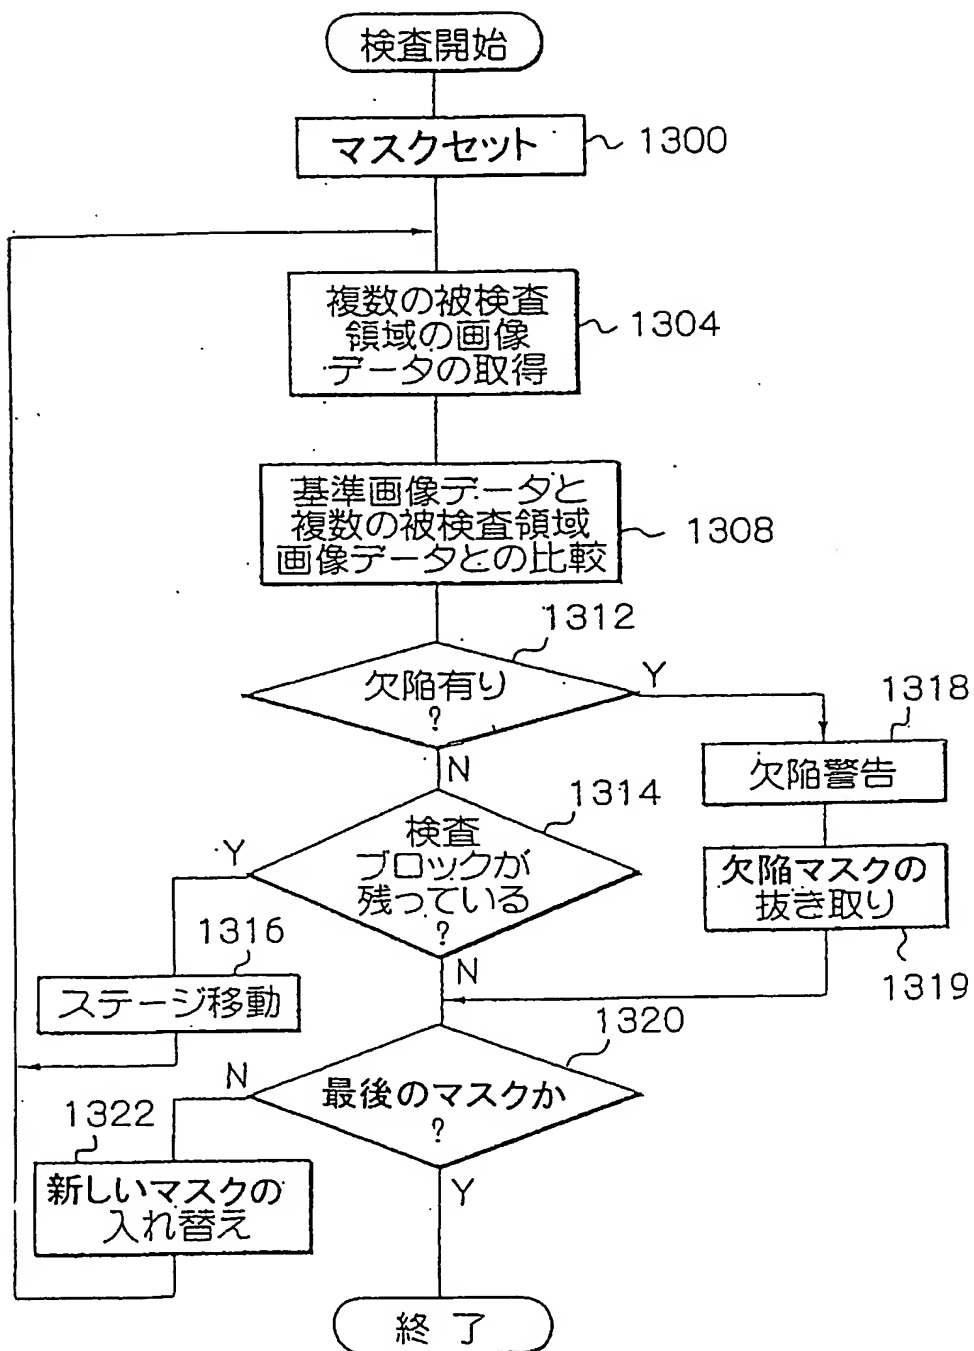 検査開始
マスクセット
1300
複数の被検査
領域の画像
データの取得
1304
基準画像データと
複数の被検査領域
画像データとの比較
1308
1312
欠陥有り
?
Y
N
1318
欠陥警告
欠陥マスクの
抜き取り
1319
1314
検査
ブロックが
残っている
?
Y
N
1316
ステージ移動
1320
最後のマスクか
?
N
Y
1322
新しいマスクの
入れ替え
終了